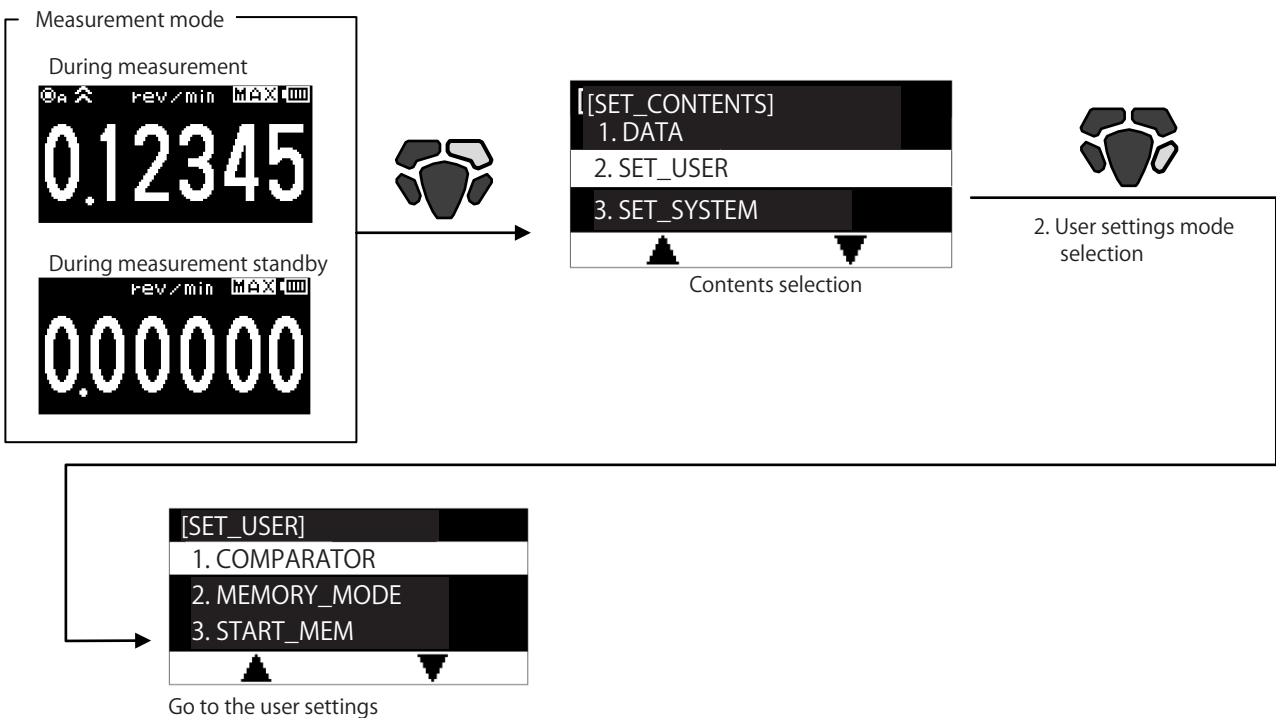 Measurement mode
During measurement
A rev/min MAX
0.12345
During measurement standby
rev/min MAX
0.00000
[[SET_CONTENTS]
1. DATA
2. SET_USER
3. SET_SYSTEM
Contents selection
2. User settings mode
selection
[SET_USER]
1. COMPARATOR
2. MEMORY_MODE
3. START_MEM
Go to the user settings